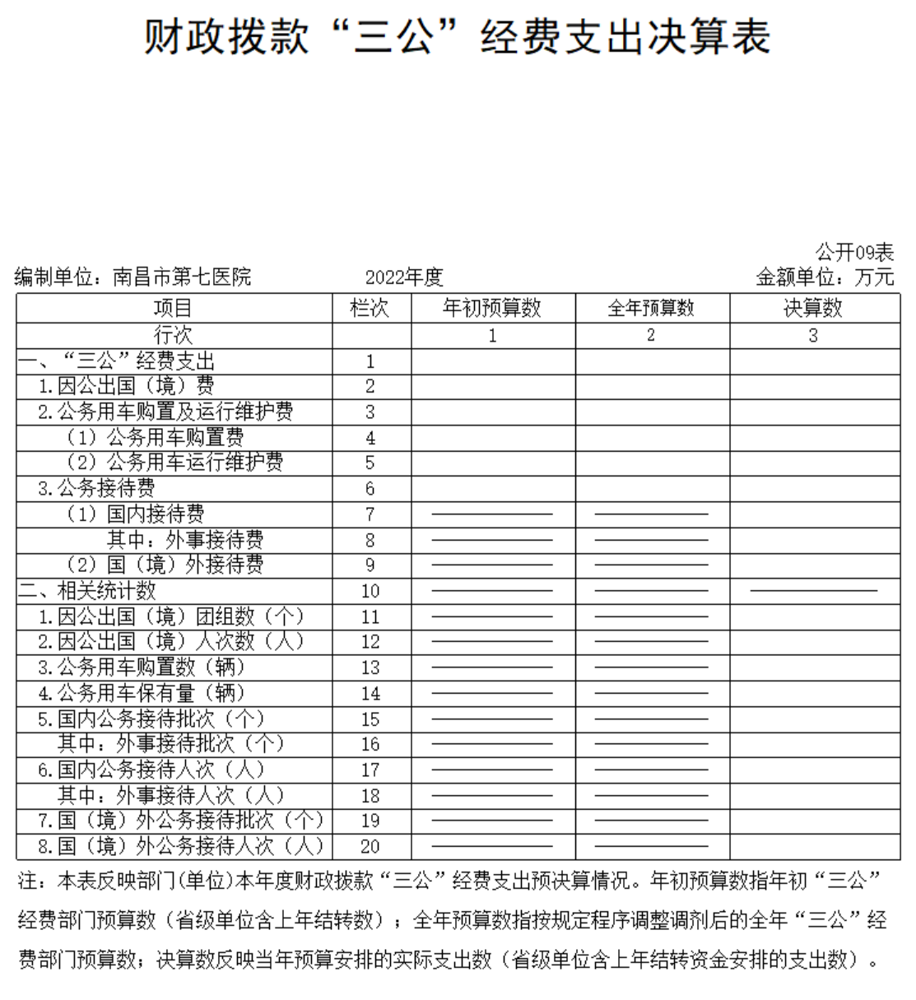 财政拨款“三公”经费支出决算表
公开09表
编制单位：南昌市第七医院 2022年度 金额单位：万元
项目 栏次 年初预算数 全年预算数 决算数
行次 1 2 3
一、“三公”经费支出 1
1.因公出国（境）费 2
2.公务用车购置及运行维护费 3
（1）公务用车购置费 4
（2）公务用车运行维护费 5
3.公务接待费 6
（1）国内接待费 7 ———— ————
其中：外事接待费 8 ———— ————
（2）国（境）外接待费 9 ———— ————
二、相关统计数 10 ———— ———— ————
1.因公出国（境）团组数（个） 11 ———— ————
2.因公出国（境）人次数（人） 12 ———— ————
3.公务用车购置数（辆） 13 ———— ————
4.公务用车保有量（辆） 14 ———— ————
5.国内公务接待批次（个） 15 ———— ————
其中：外事接待批次（个） 16 ———— ————
6.国内公务接待人次（人） 17 ———— ————
其中：外事接待人次（人） 18 ———— ————
7.国（境）外公务接待批次（个） 19 ———— ————
8.国（境）外公务接待人次（人） 20 ———— ————
注：本表反映部门(单位)本年度财政拨款“三公”经费支出预决算情况。年初预算数指年初“三公”
经费部门预算数（省级单位含上年结转数）；全年预算数指按规定程序调整调剂后的全年“三公”经
费部门预算数；决算数反映当年预算安排的实际支出数（省级单位含上年结转资金安排的支出数）。